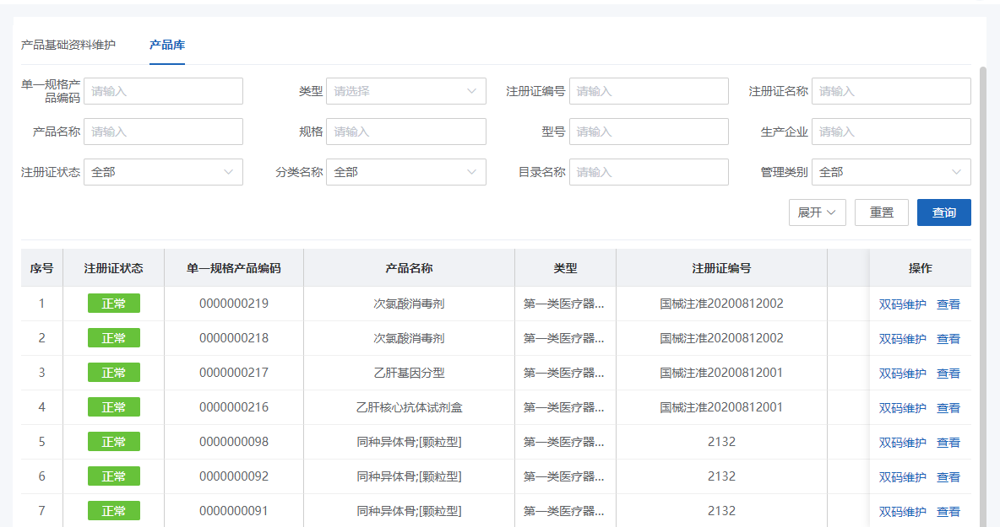 产品基础资料维护 产品库
单一规格产品编码 请输入 类型 请选择 注册证编号 请输入 注册证名称 请输入
产品名称 请输入 规格 请输入 型号 请输入 生产企业 请输入
注册证状态 全部 分类名称 全部 目录名称 请输入 管理类别 全部
展开 重置 查询
序号 注册证状态 单一规格产品编码 产品名称 类型 注册证编号 操作
1 正常 0000000219 次氯酸消毒剂 第一类医疗器... 国械注准20200812002 双码维护 查看
2 正常 0000000218 次氯酸消毒剂 第一类医疗器... 国械注准20200812002 双码维护 查看
3 正常 0000000217 乙肝基因分型 第一类医疗器... 国械注准20200812001 双码维护 查看
4 正常 0000000216 乙肝核心抗体试剂盒 第一类医疗器... 国械注准20200812001 双码维护 查看
5 正常 0000000098 同种异体骨;[颗粒型] 第一类医疗器... 2132 双码维护 查看
6 正常 0000000092 同种异体骨;[颗粒型] 第一类医疗器... 2132 双码维护 查看
7 正常 0000000091 同种异体骨;[颗粒型] 第一类医疗器... 2132 双码维护 查看